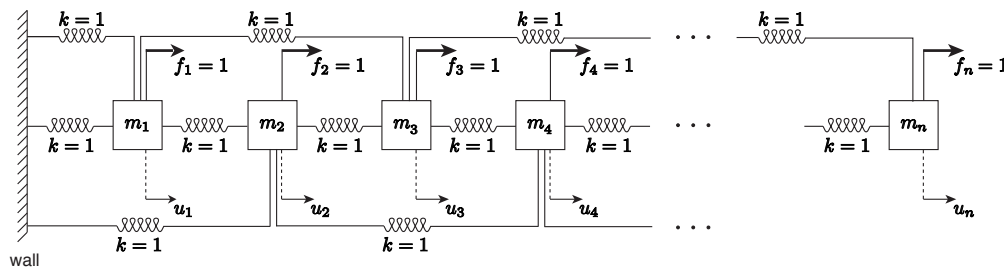 k = 1 k = 1 k = 1 k = 1
f₁ = 1 f₂ = 1 f₃ = 1 f₄ = 1 fₙ = 1
m₁ m₂ m₃ m₄ · · · mₙ
k = 1 k = 1 k = 1 k = 1 k = 1 k = 1
u₁ u₂ u₃ u₄ uₙ
k = 1 k = 1
wall